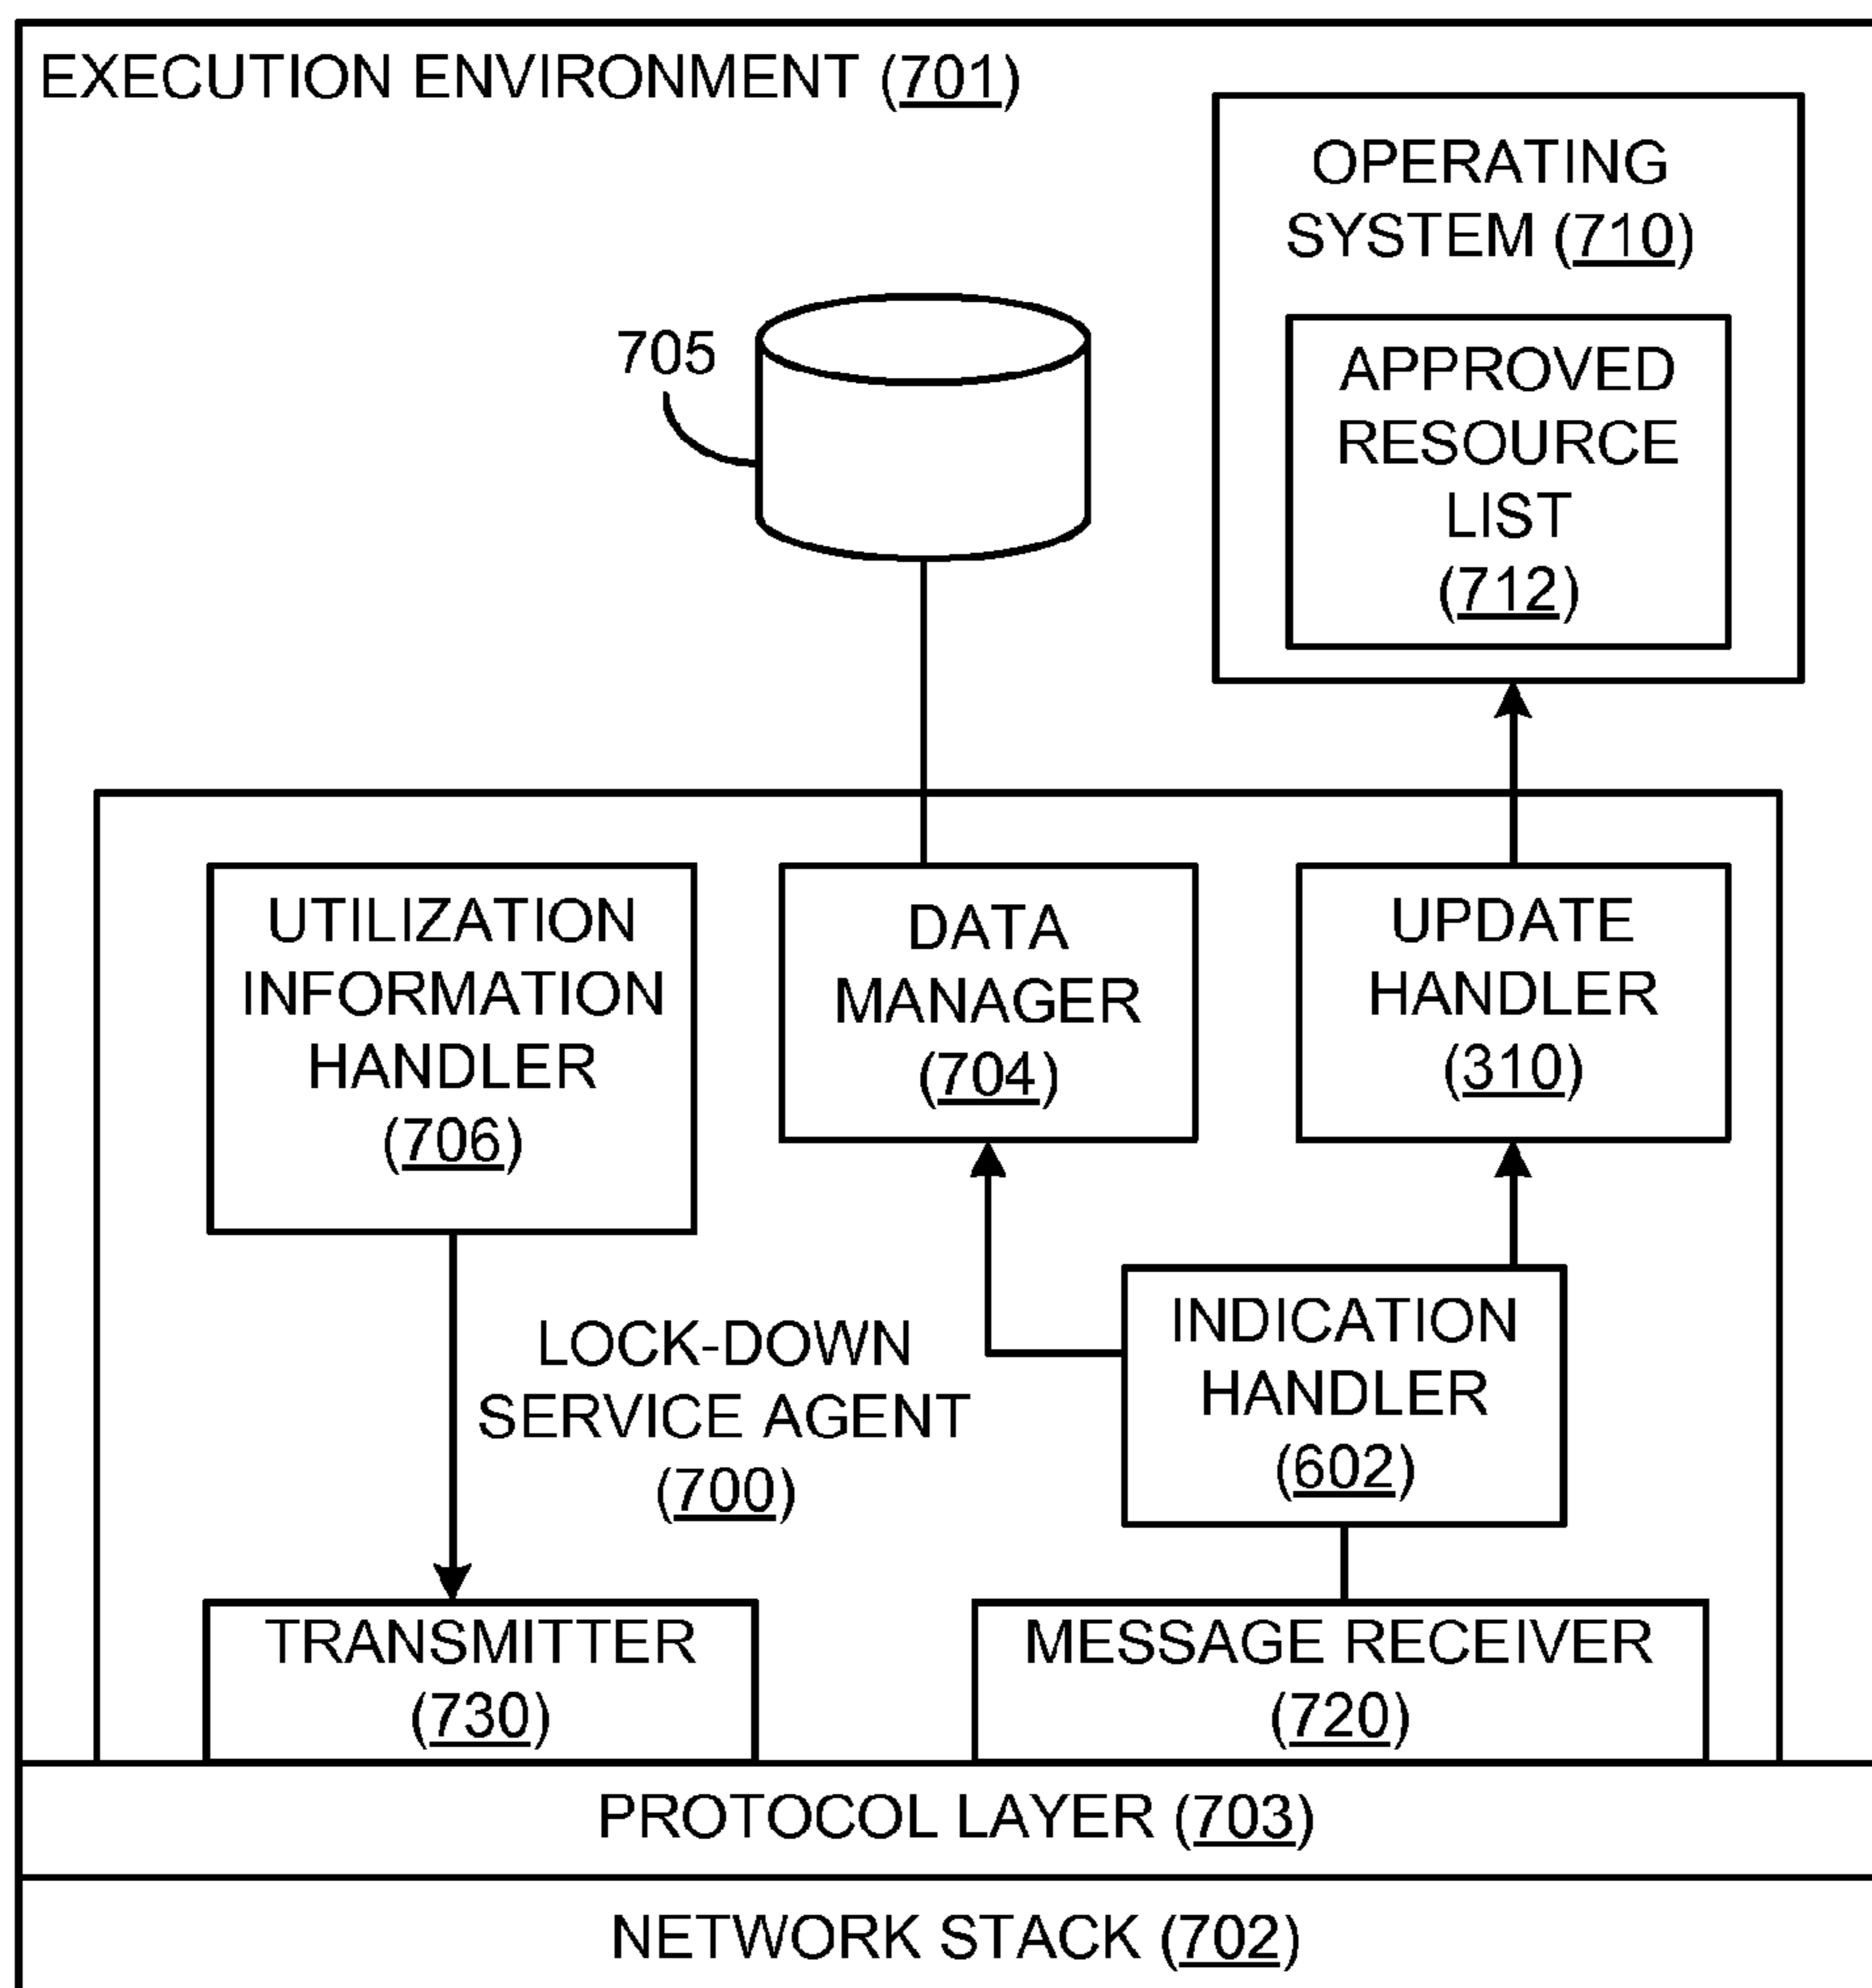 EXECUTION ENVIRONMENT (701)
OPERATING
SYSTEM (710)
APPROVED
RESOURCE
LIST
(712)
705
UTILIZATION
INFORMATION
HANDLER
(706)
DATA
MANAGER
(704)
UPDATE
HANDLER
(310)
LOCK-DOWN
SERVICE AGENT
(700)
INDICATION
HANDLER
(602)
TRANSMITTER
(730)
MESSAGE RECEIVER
(720)
PROTOCOL LAYER (703)
NETWORK STACK (702)